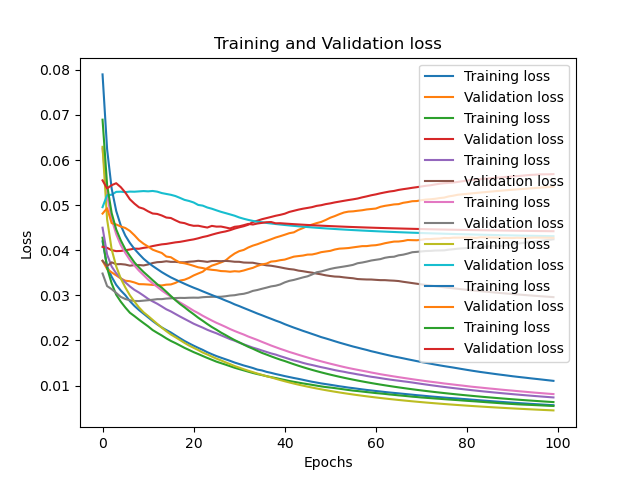 Training and Validation loss
Loss
0.08
0.07
0.06
0.05
0.04
0.03
0.02
0.01
Training loss
Validation loss
Training loss
Validation loss
Training loss
Validation loss
Training loss
Validation loss
Training loss
Validation loss
Training loss
Validation loss
Training loss
Validation loss
0 20 40 60 80 100
Epochs